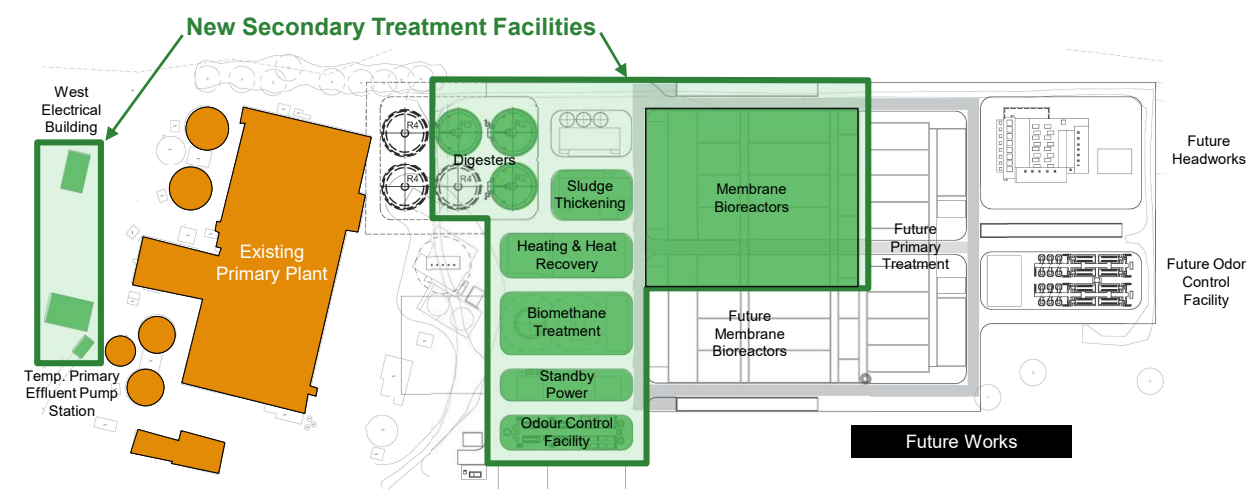 New Secondary Treatment Facilities
West
Electrical
Building
Temp. Primary
Effluent Pump
Station
Existing
Primary Plant
R4
R3
R2
Digesters
R4
R4
R2
Sludge
Thickening
Heating & Heat
Recovery
Biomethane
Treatment
Standby
Power
Odour Control
Facility
Membrane
Bioreactors
Future
Membrane
Bioreactors
Future
Primary
Treatment
Future
Headworks
Future Odor
Control
Facility
Future Works